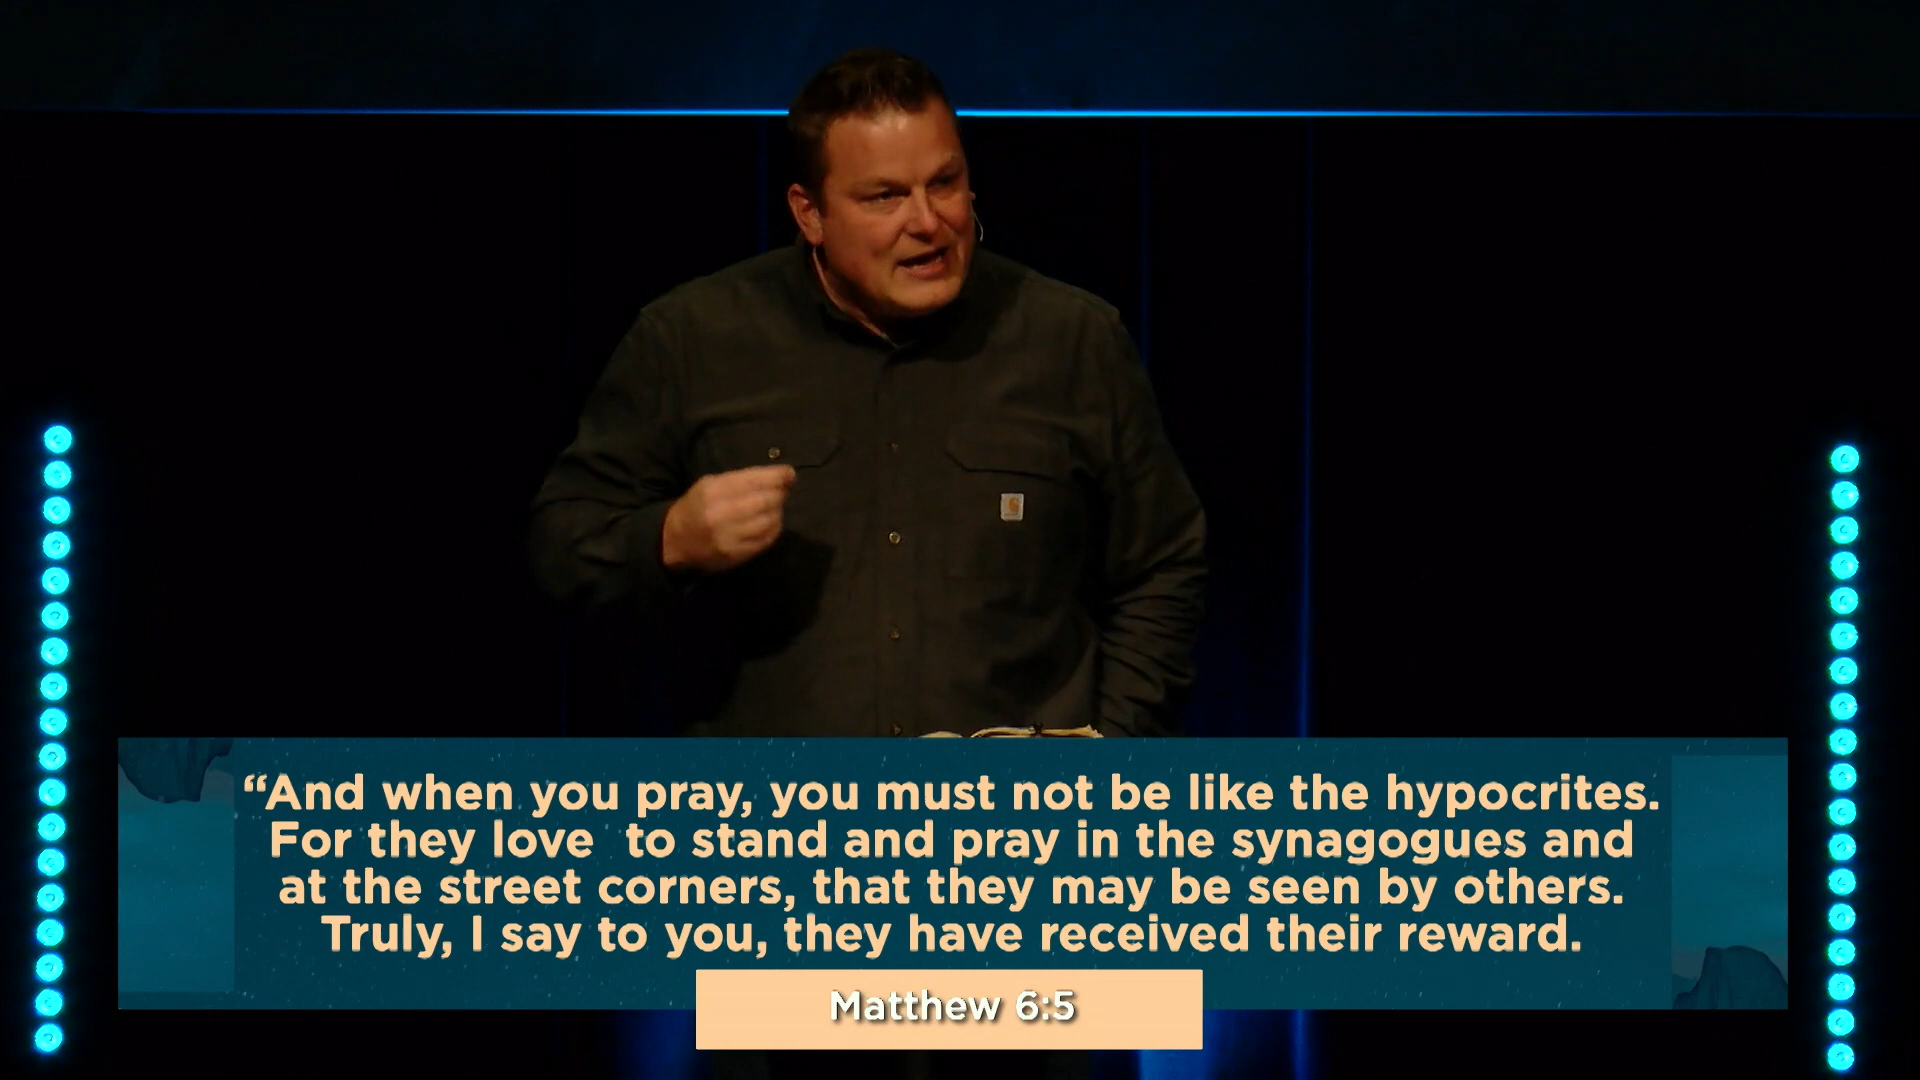 “And when you pray, you must not be like the hypocrites.
For they love  to stand and pray in the synagogues and
at the street corners, that they may be seen by others.
Truly, I say to you, they have received their reward.
Matthew 6:5